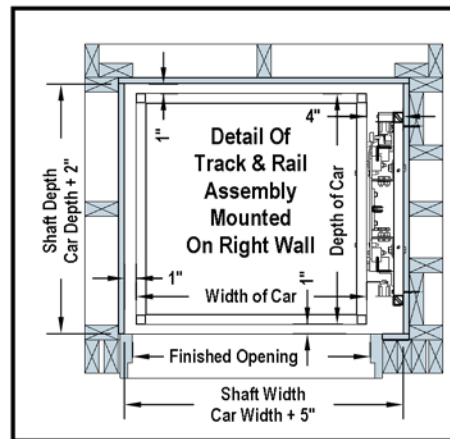 4"
1"
Detail Of
Track & Rail
Assembly
Mounted
On Right Wall
Shaft Depth
Car Depth + 2"
Depth of Car
1"
1"
Width of Car
Finished Opening
Shaft Width
Car Width + 5"